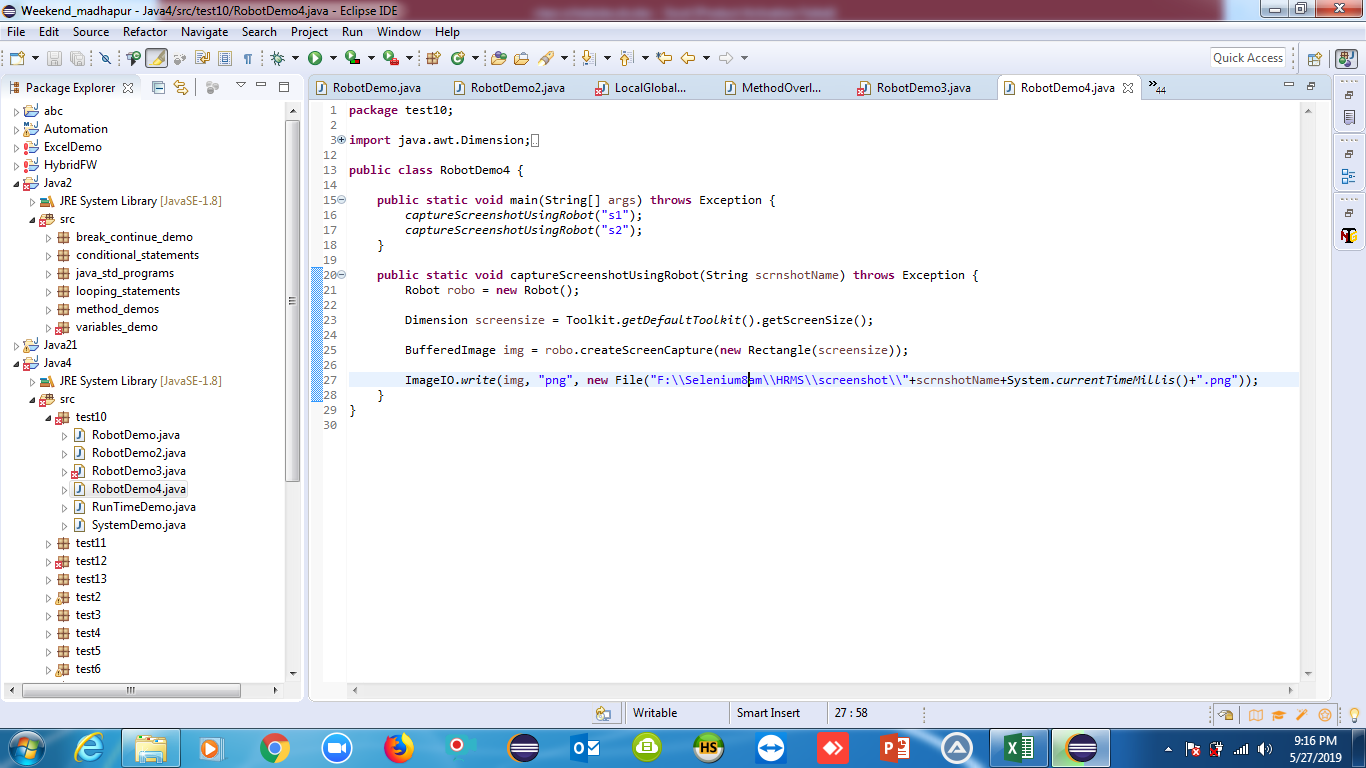 Weekend_madhapur - Java4/src/test10/RobotDemo4.java - Eclipse IDE
File Edit Source Refactor Navigate Search Project Run Window Help
Quick Access
Package Explorer
abc
Automation
ExcelDemo
HybridFW
Java2
JRE System Library [JavaSE-1.8]
src
break_continue_demo
conditional_statements
java_std_programs
looping_statements
method_demos
variables_demo
Java21
Java4
JRE System Library [JavaSE-1.8]
src
test10
RobotDemo.java
RobotDemo2.java
RobotDemo3.java
RobotDemo4.java
RunTimeDemo.java
SystemDemo.java
test11
test12
test13
test2
test3
test4
test5
test6
RobotDemo.java RobotDemo2.java LocalGlobal... MethodOverl... RobotDemo3.java RobotDemo4.java »44
1 package test10;
2
3 import java.awt.Dimension;
12
13 public class RobotDemo4 {
14
15 public static void main(String[] args) throws Exception {
16 captureScreenshotUsingRobot("s1");
17 captureScreenshotUsingRobot("s2");
18 }
19
20 public static void captureScreenshotUsingRobot(String scrnshotName) throws Exception {
21 Robot robo = new Robot();
22
23 Dimension screensize = Toolkit.getDefaultToolkit().getScreenSize();
24
25 BufferedImage img = robo.createScreenCapture(new Rectangle(screensize));
26
27 ImageIO.write(img, "png", new File("F:\\Selenium8am\\HRMS\\screenshot\\"+scrnshotName+System.currentTimeMillis()+".png"));
28 }
29 }
30
Writable Smart Insert 27 : 58
HS
9:16 PM
5/27/2019